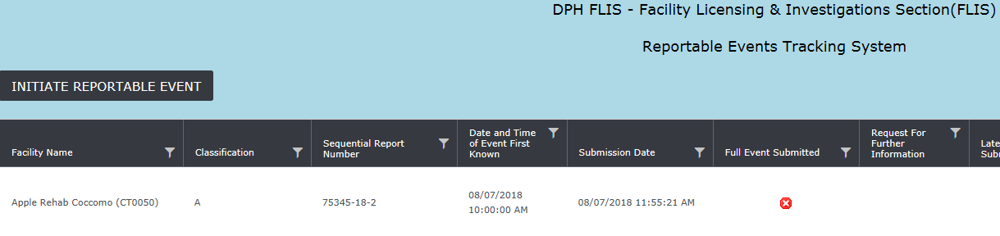 DPH FLIS - Facility Licensing & Investigations Section(FLIS)
Reportable Events Tracking System
INITIATE REPORTABLE EVENT
Facility Name
Classification
Sequential Report
Number
Date and Time
of Event First
Known
Submission Date
Full Event Submitted
Request For
Further
Information
Late
Subm
Apple Rehab Coccomo (CT0050)
A
75345-18-2
08/07/2018
10:00:00 AM
08/07/2018 11:55:21 AM